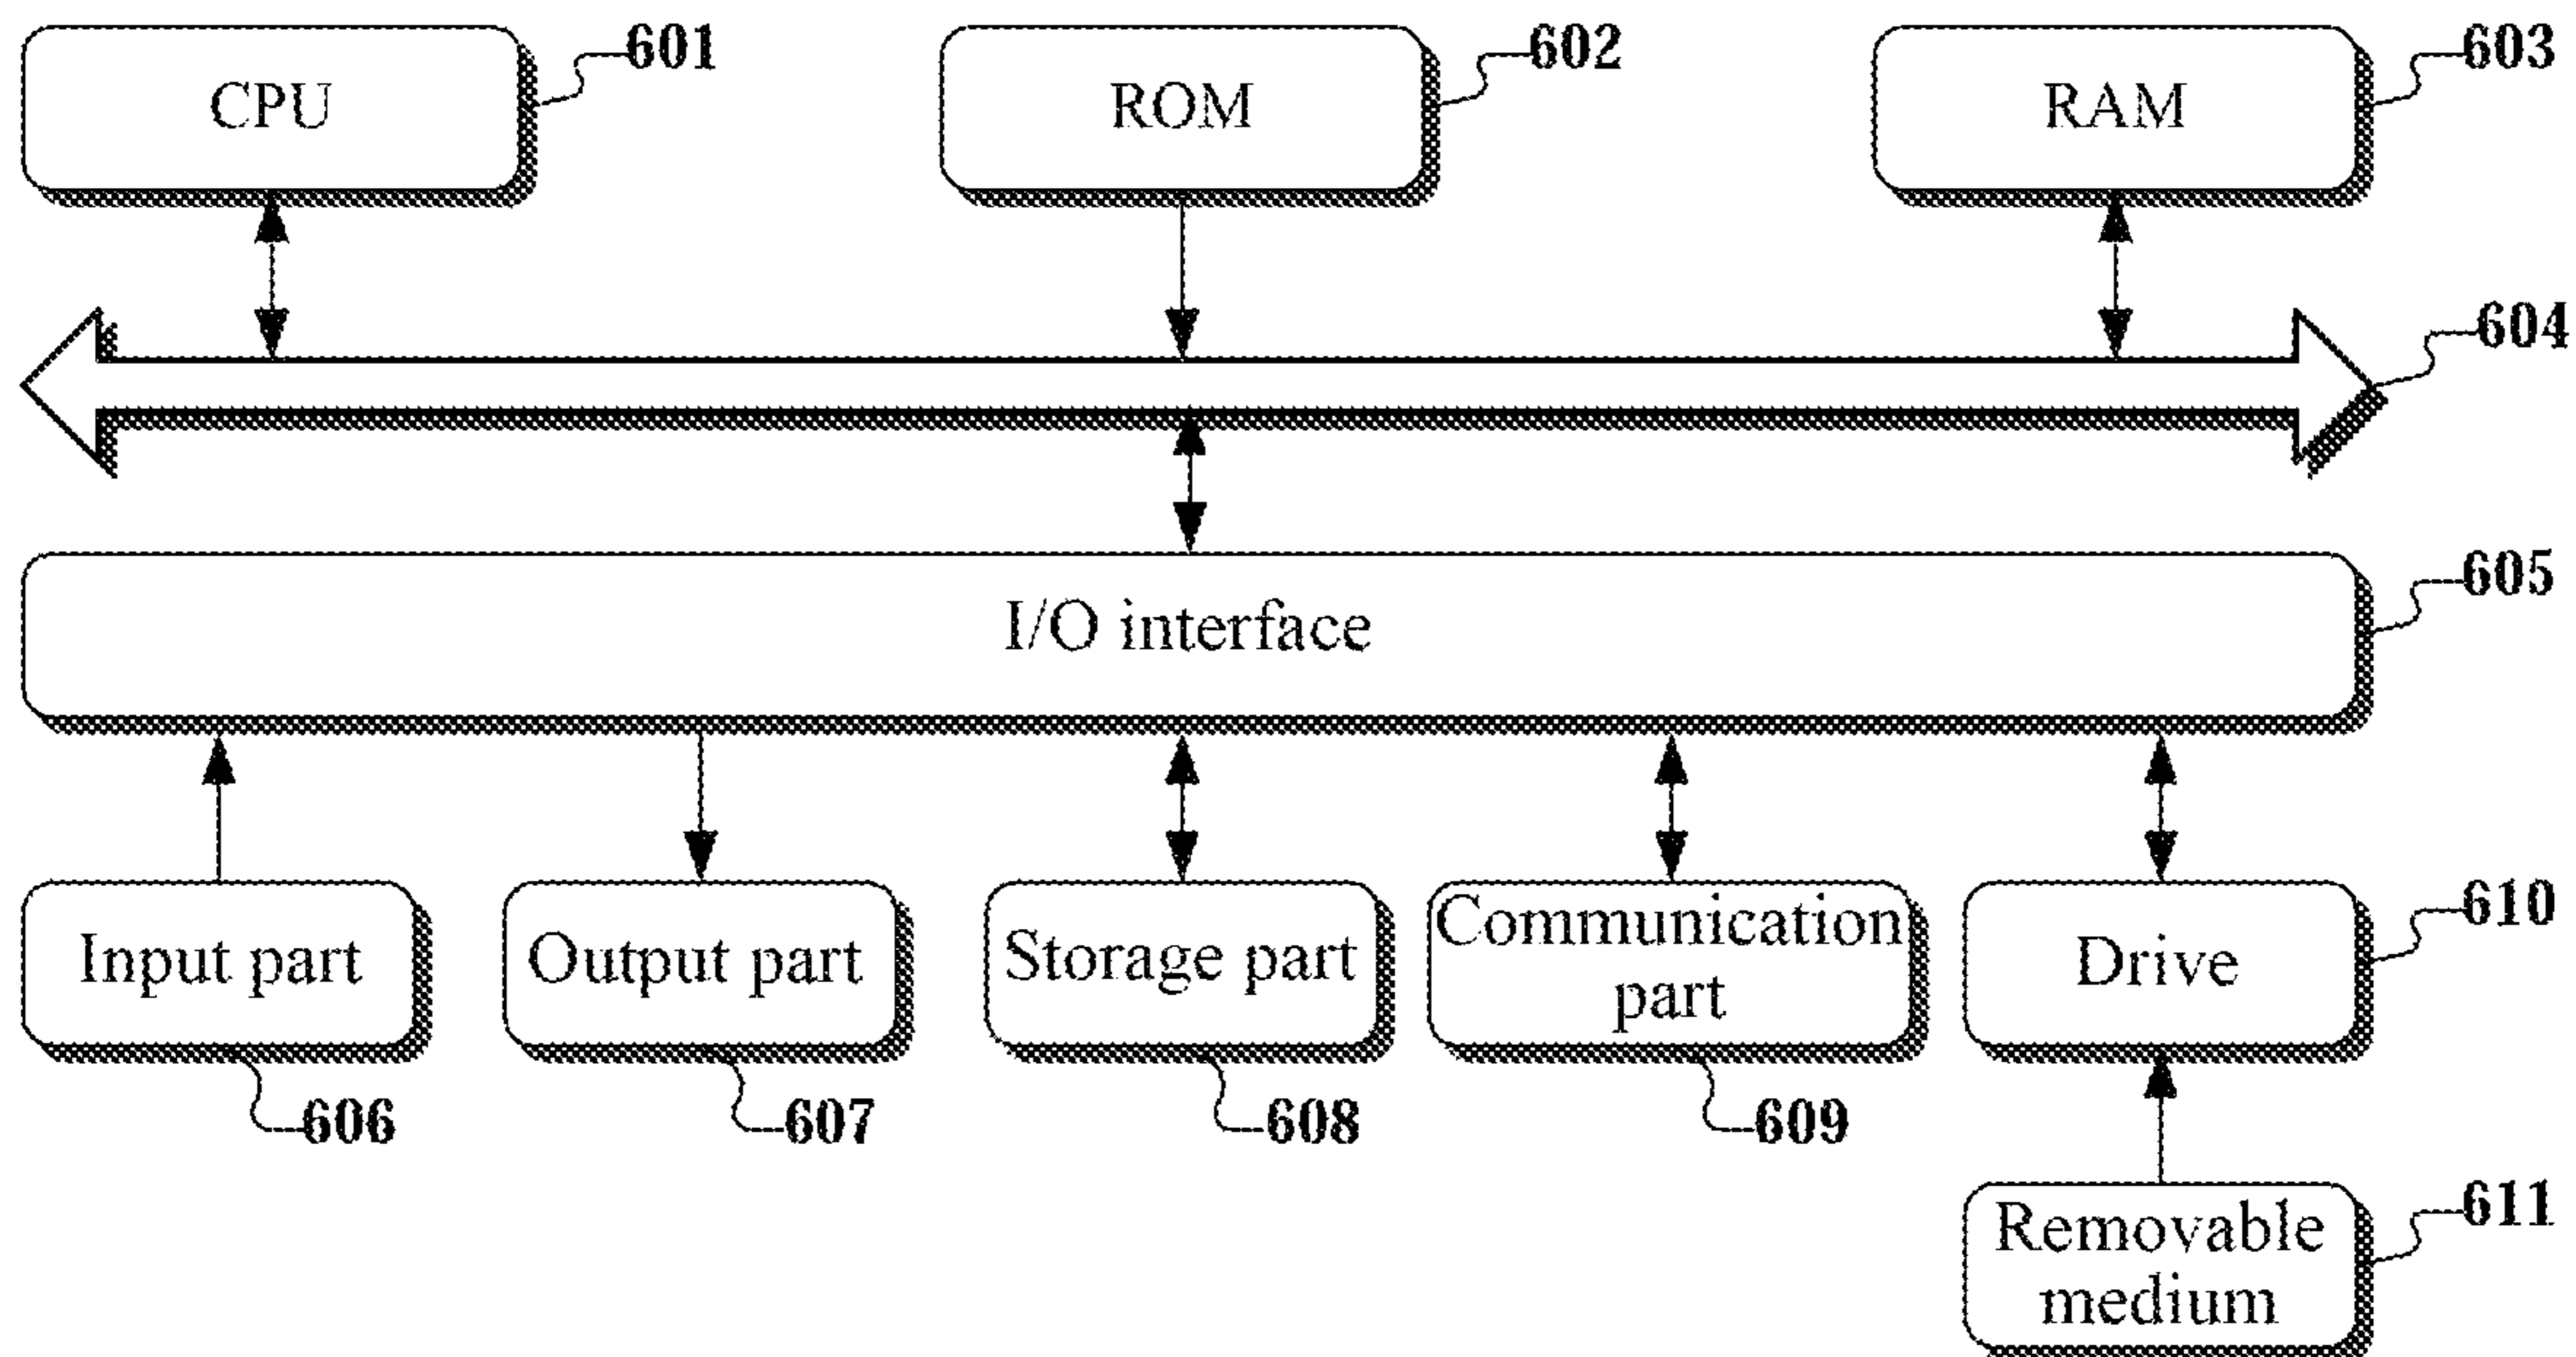 CPU
601
ROM
602
RAM
603
604
I/O interface
605
Input part
606
Output part
607
Storage part
608
Communication
part
609
Drive
610
Removable
medium
611